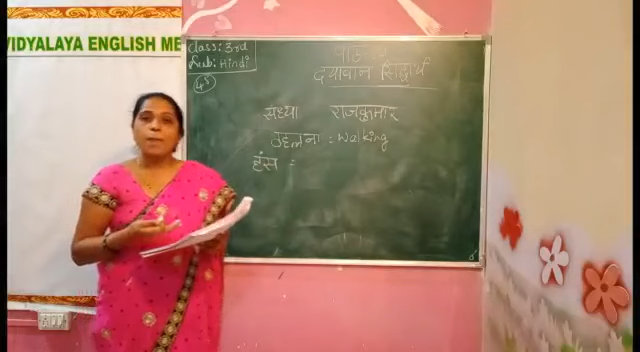 VIDYALAYA ENGLISH ME
Class: 3rd
Sub: Hindi
दयावान सिद्धार्थ
संध्या राजकुमार
टहलना : walking
हंस =